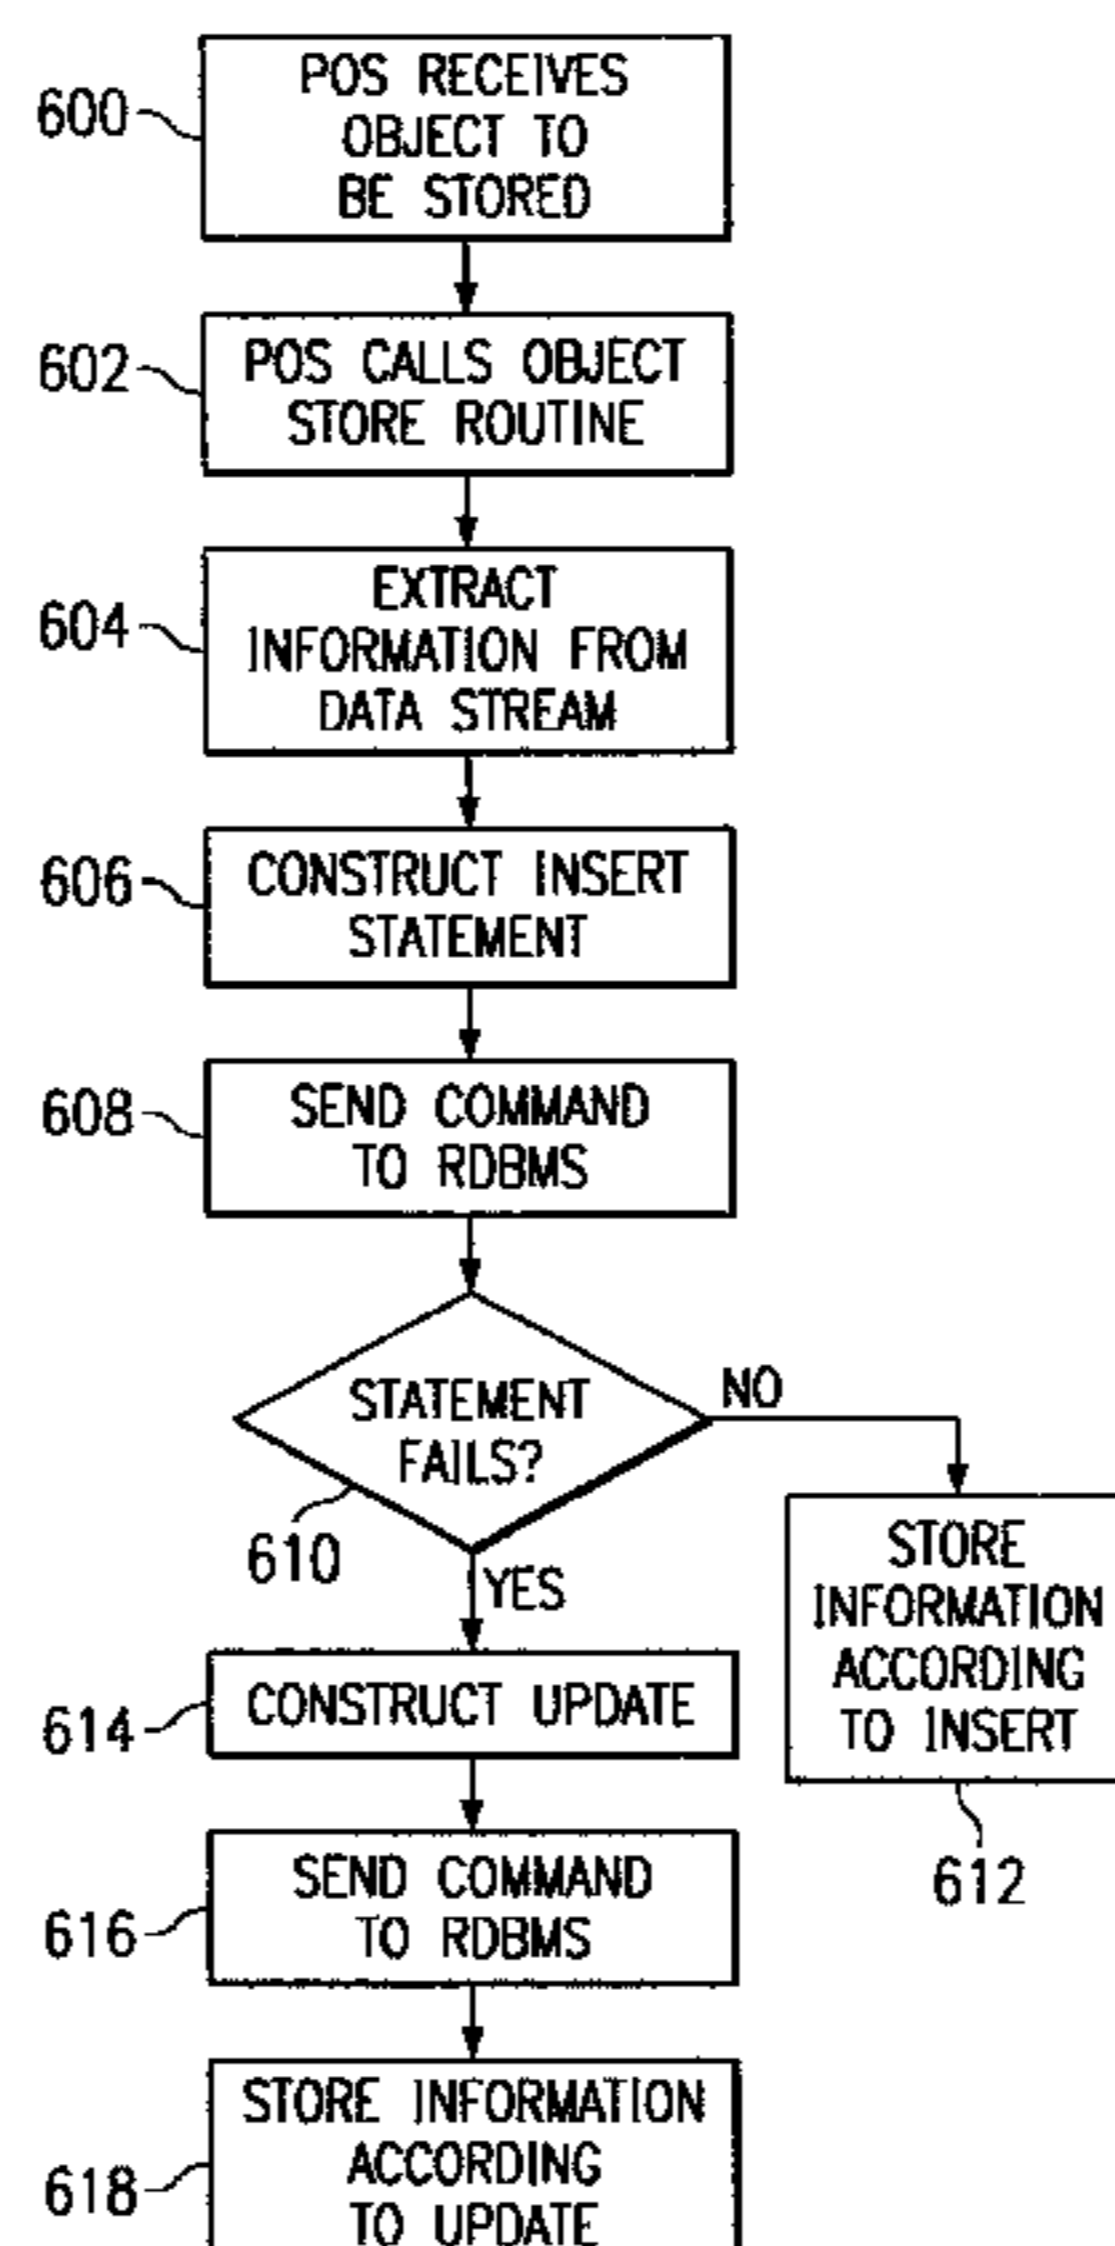 600
POS RECEIVES
OBJECT TO
BE STORED
602
POS CALLS OBJECT
STORE ROUTINE
604
EXTRACT
INFORMATION FROM
DATA STREAM
606
CONSTRUCT INSERT
STATEMENT
608
SEND COMMAND
TO RDBMS
STATEMENT
FAILS?
610
NO
YES
STORE
INFORMATION
ACCORDING
TO INSERT
612
614
CONSTRUCT UPDATE
616
SEND COMMAND
TO RDBMS
618
STORE INFORMATION
ACCORDING
TO UPDATE